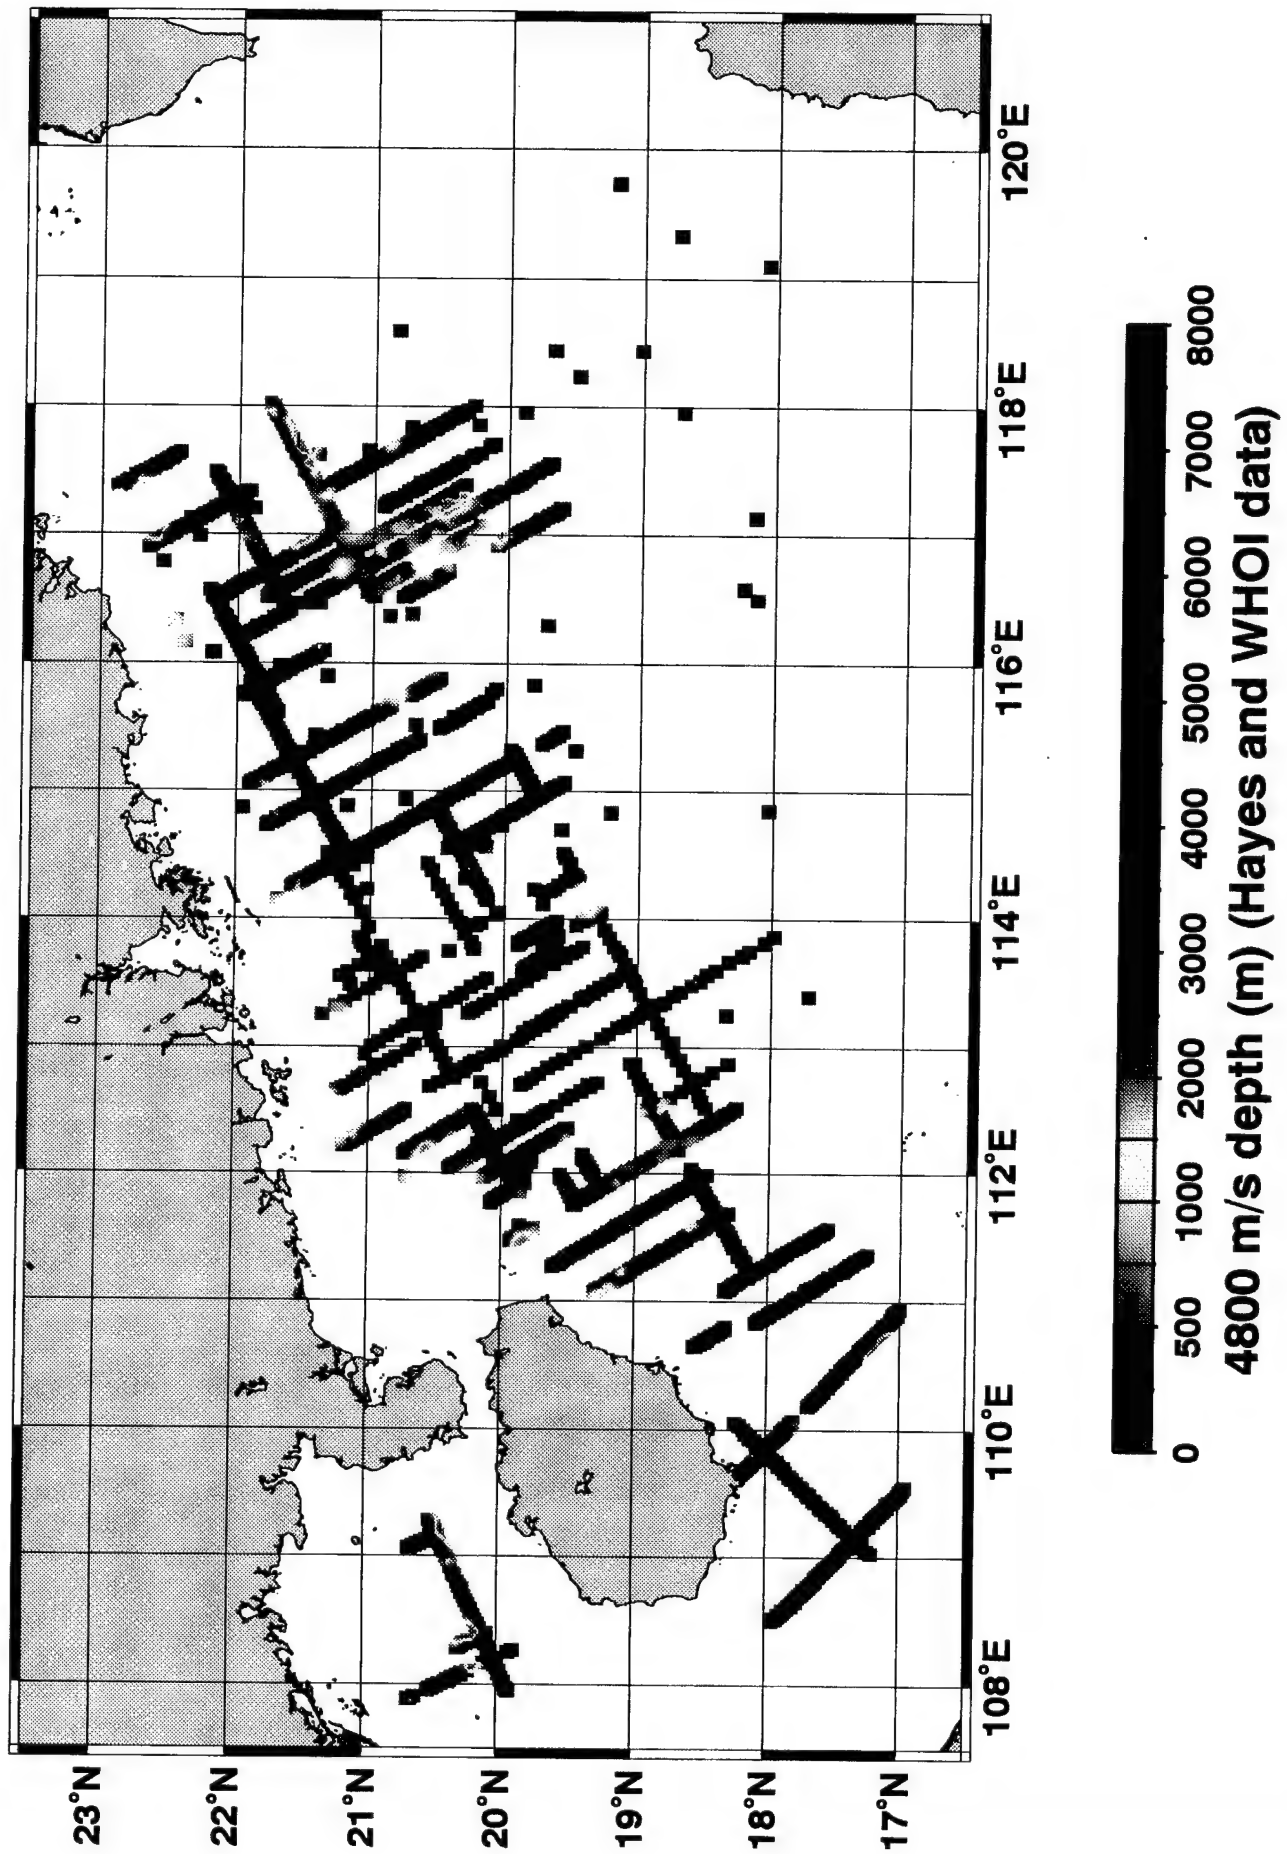 23°N
22°N
21°N
20°N
19°N
18°N
17°N
108°E
110°E
112°E
114°E
116°E
118°E
120°E
0
500
1000
2000
3000
4000
5000
6000
7000
8000
4800 m/s depth (m) (Hayes and WHOI data)